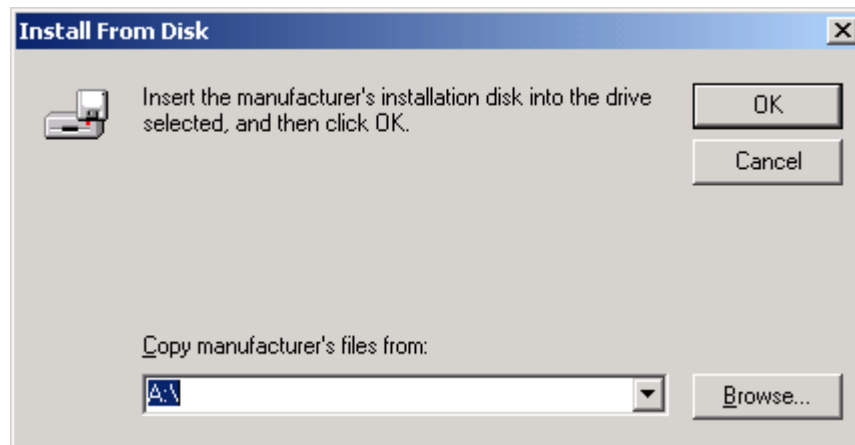 Install From Disk
Insert the manufacturer's installation disk into the drive
selected, and then click OK.
OK
Cancel
Copy manufacturer's files from:
A:\
Browse...